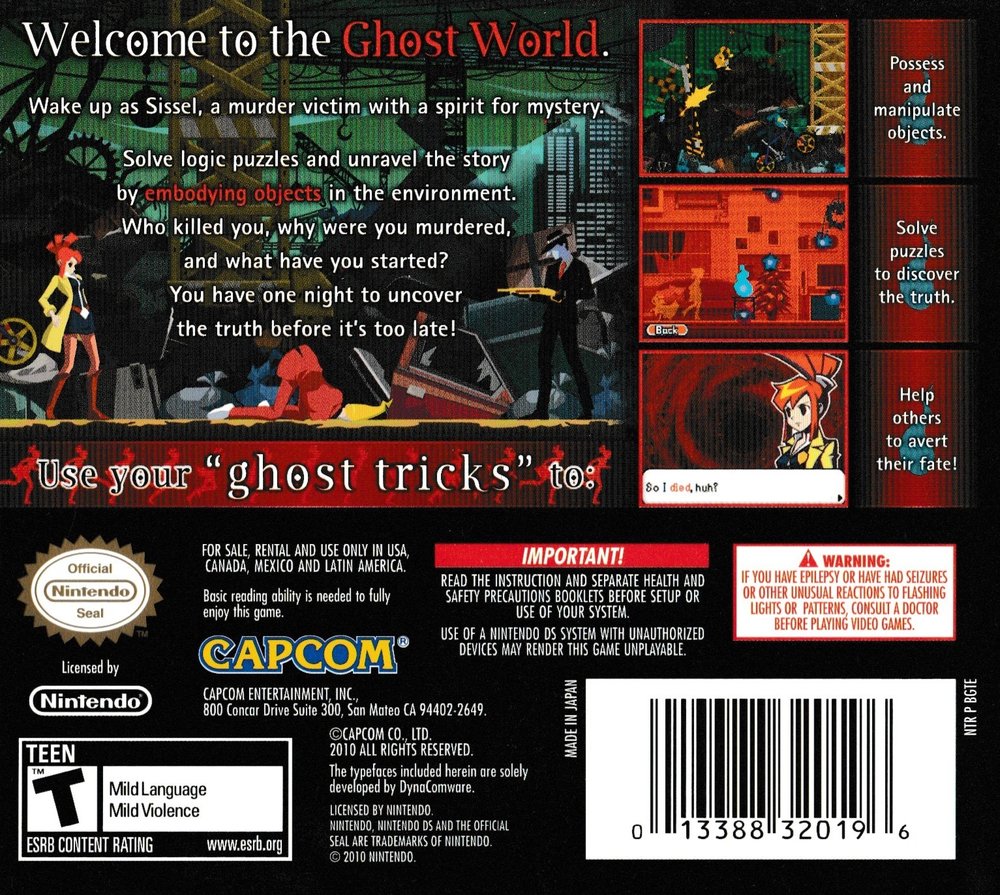 Welcome to the Ghost World.
Wake up as Sissel, a murder victim with a spirit for mystery.
Solve logic puzzles and unravel the story
by embodying objects in the environment.
Who killed you, why were you murdered,
and what have you started?
You have one night to uncover
the truth before it's too late!
Use your "ghost tricks" to:
Possess
and
manipulate
objects.
Back
Solve
puzzles
to discover
the truth.
So I died, huh?
Help
others
to avert
their fate!
Official
Nintendo
Seal
TM
Licensed by
Nintendo®
FOR SALE, RENTAL AND USE ONLY IN USA,
CANADA, MEXICO AND LATIN AMERICA.
Basic reading ability is needed to fully
enjoy this game.
CAPCOM®
CAPCOM ENTERTAINMENT, INC.,
800 Concar Drive Suite 300, San Mateo CA 94402-2649.
©CAPCOM CO., LTD.
2010 ALL RIGHTS RESERVED.
The typefaces included herein are solely
developed by DynaComware.
LICENSED BY NINTENDO.
NINTENDO, NINTENDO DS AND THE OFFICIAL
SEAL ARE TRADEMARKS OF NINTENDO.
© 2010 NINTENDO.
IMPORTANT!
READ THE INSTRUCTION AND SEPARATE HEALTH AND
SAFETY PRECAUTIONS BOOKLETS BEFORE SETUP OR
USE OF YOUR SYSTEM.
USE OF A NINTENDO DS SYSTEM WITH UNAUTHORIZED
DEVICES MAY RENDER THIS GAME UNPLAYABLE.
WARNING:
IF YOU HAVE EPILEPSY OR HAVE HAD SEIZURES
OR OTHER UNUSUAL REACTIONS TO FLASHING
LIGHTS OR PATTERNS, CONSULT A DOCTOR
BEFORE PLAYING VIDEO GAMES.
TEEN
TM
T
Mild Language
Mild Violence
ESRB CONTENT RATING www.esrb.org
MADE IN JAPAN
0 13388 32019 6
NTR P BGTE